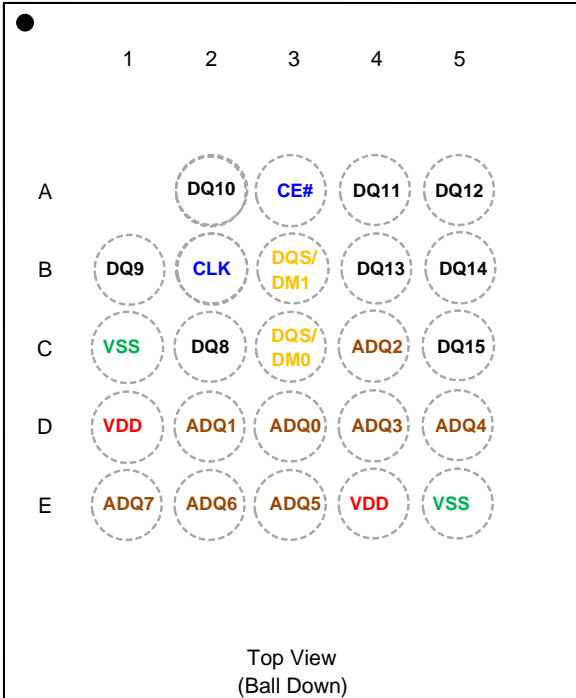 1 2 3 4 5
A DQ10 CE# DQ11 DQ12
B DQ9 CLK DQS/ DM1 DQ13 DQ14
C VSS DQ8 DQS/ DM0 ADQ2 DQ15
D VDD ADQ1 ADQ0 ADQ3 ADQ4
E ADQ7 ADQ6 ADQ5 VDD VSS
Top View
(Ball Down)